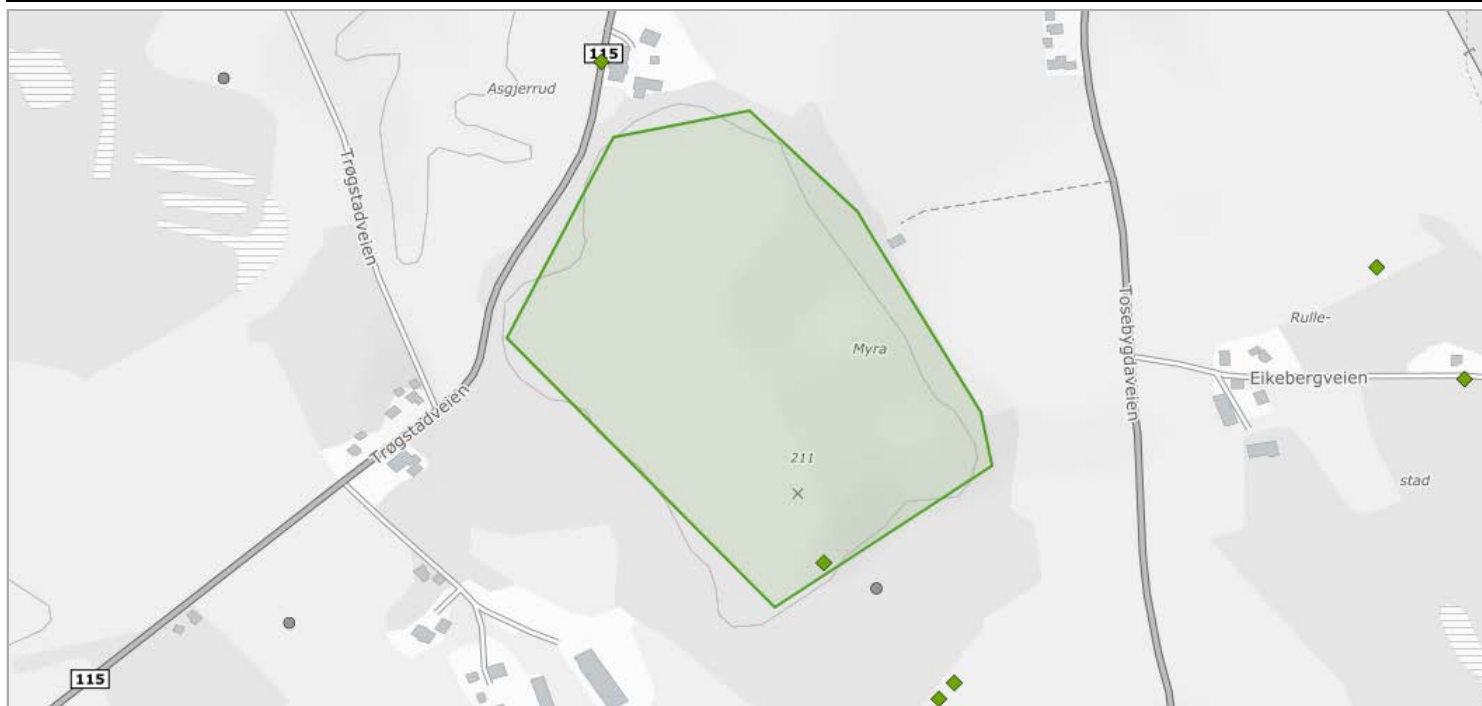 115
Asgjerrud
Trøgstadveien
Tosebygdaveien
Rulle-
Myra
Eikebergveien
Trøgstadveien
211
stad
115